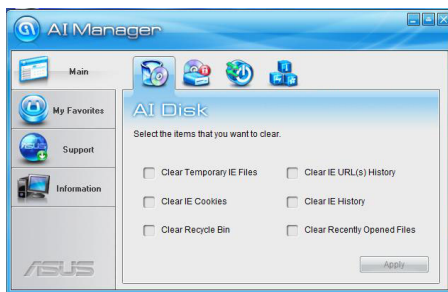 AI Manager
Main
My Favorites
Support
Information
AI Disk
Select the items that you want to clear.
Clear Temporary IE Files
Clear IE URL(s) History
Clear IE Cookies
Clear IE History
Clear Recycle Bin
Clear Recently Opened Files
Apply
ASUS